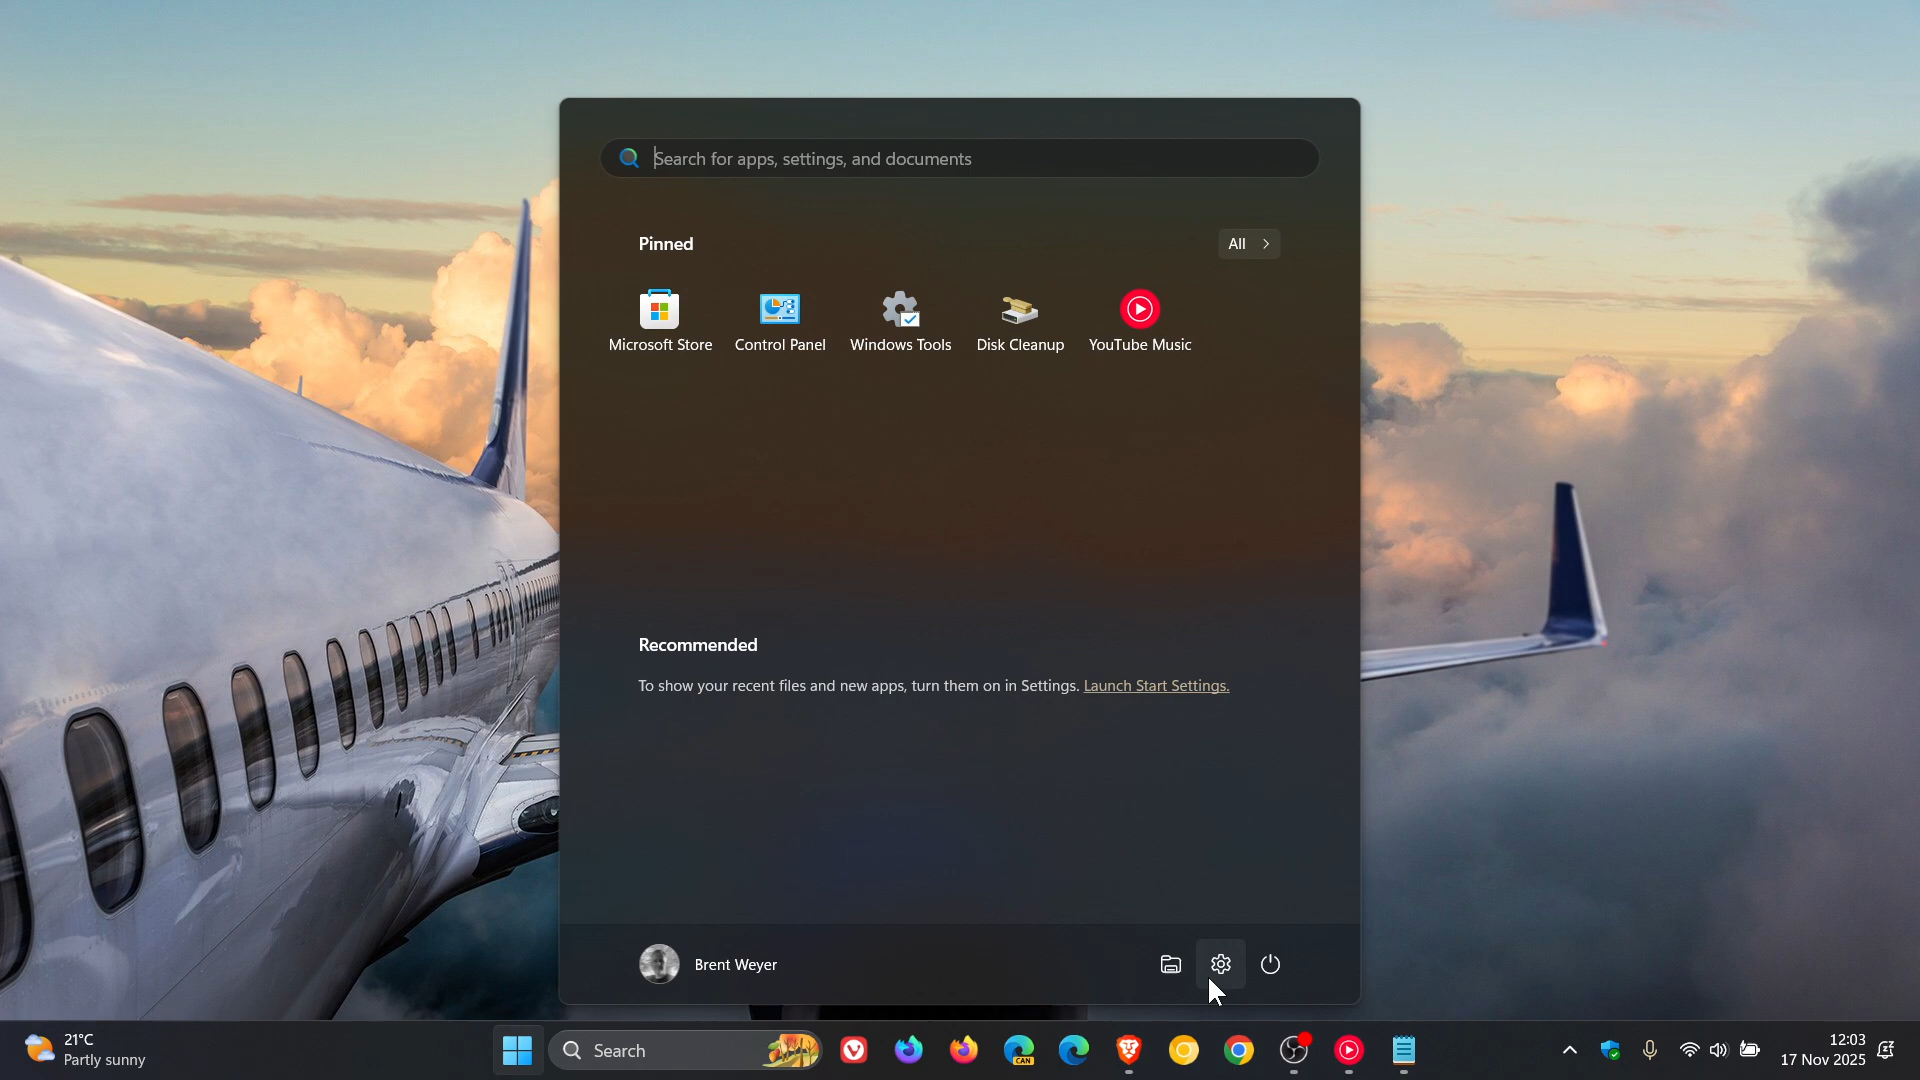 Search for apps, settings, and documents
Pinned
All
Microsoft Store
Control Panel
Windows Tools
Disk Cleanup
YouTube Music
Recommended
To show your recent files and new apps, turn them on in Settings. Launch Start Settings.
Brent Weyer
21°C
Partly sunny
Search
CAN
12:03
17 Nov 2025